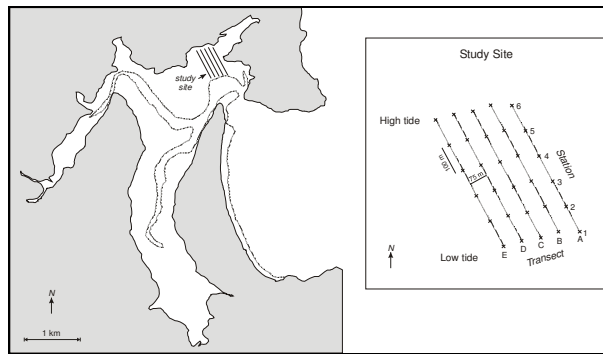 study
site
N
1 km
Study Site
High tide
6
5
4
3
2
1
Station
100 m
75 m
Low tide
N
E
D
C
B
A
Transect